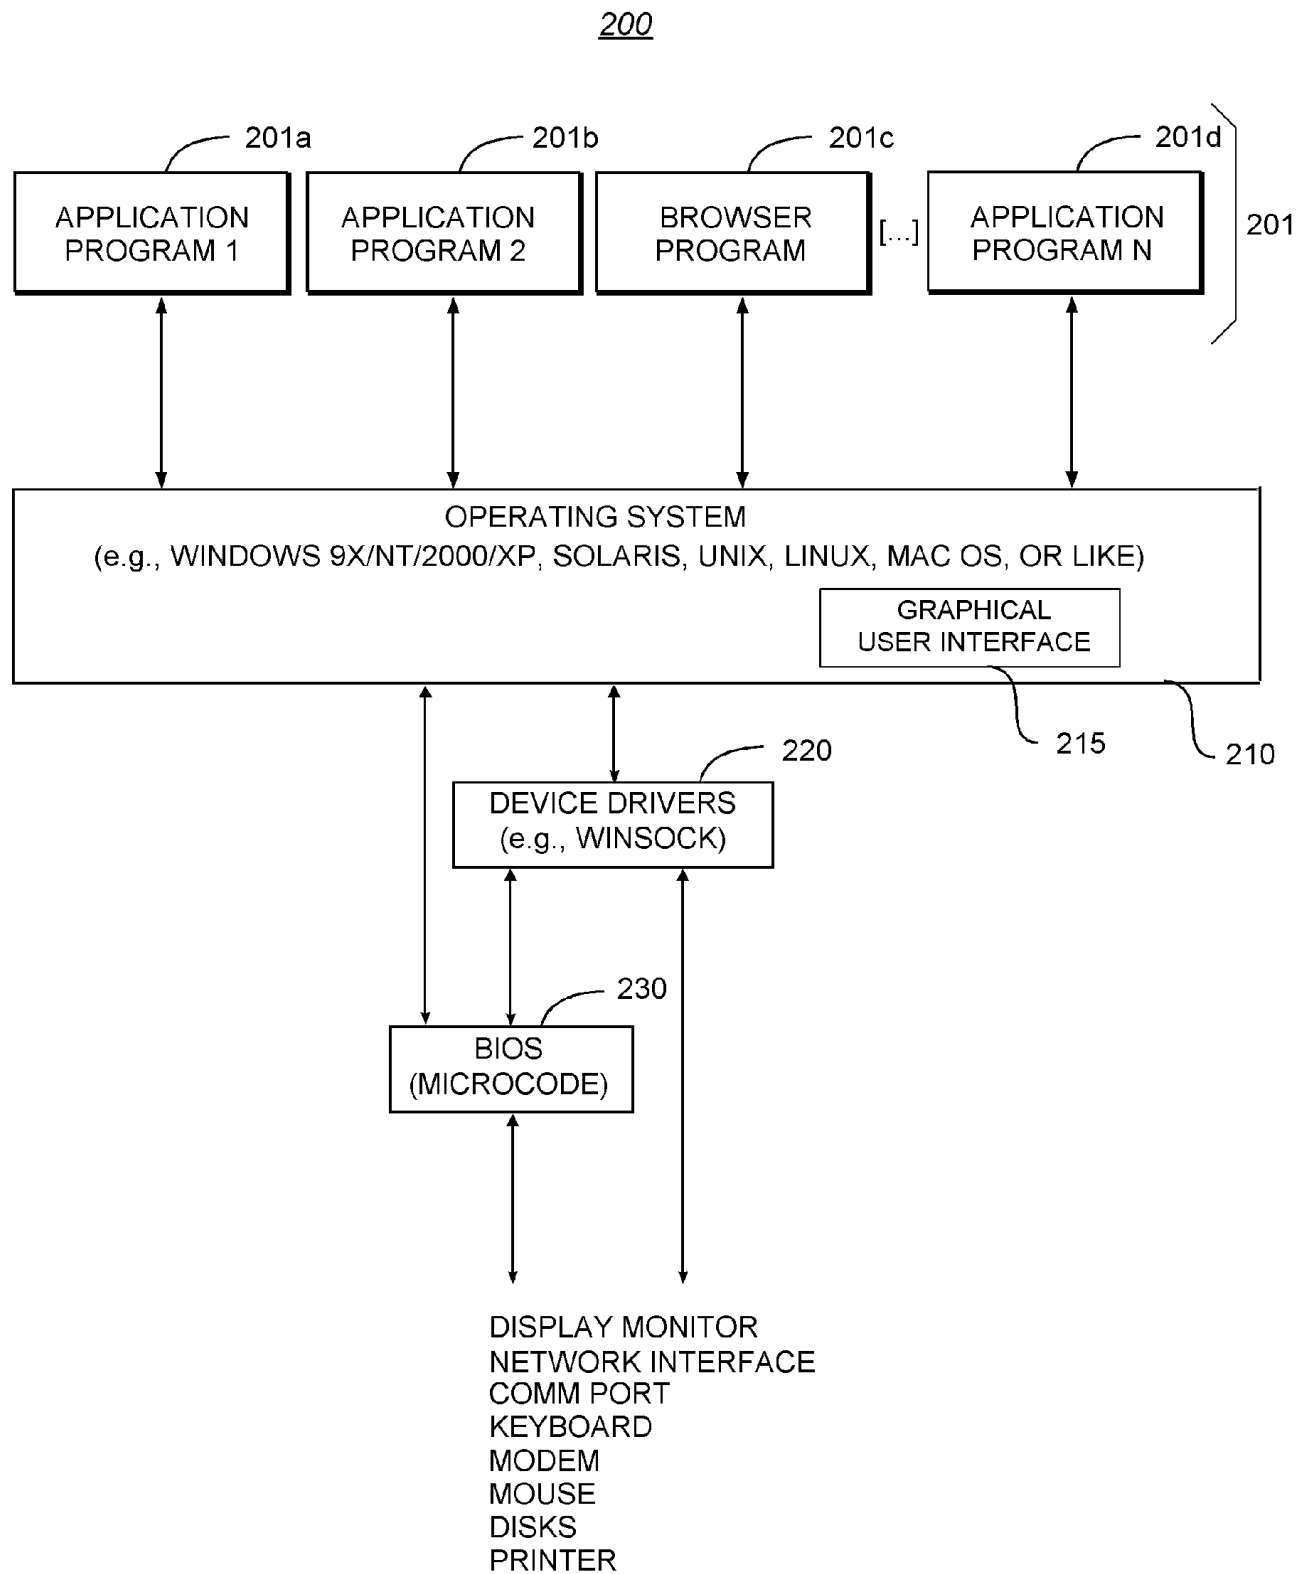 200
201a
201b
201c
201d
APPLICATION
PROGRAM 1
APPLICATION
PROGRAM 2
BROWSER
PROGRAM
[...]
APPLICATION
PROGRAM N
201
OPERATING SYSTEM
(e.g., WINDOWS 9X/NT/2000/XP, SOLARIS, UNIX, LINUX, MAC OS, OR LIKE)
GRAPHICAL
USER INTERFACE
215
210
220
DEVICE DRIVERS
(e.g., WINSOCK)
230
BIOS
(MICROCODE)
DISPLAY MONITOR
NETWORK INTERFACE
COMM PORT
KEYBOARD
MODEM
MOUSE
DISKS
PRINTER